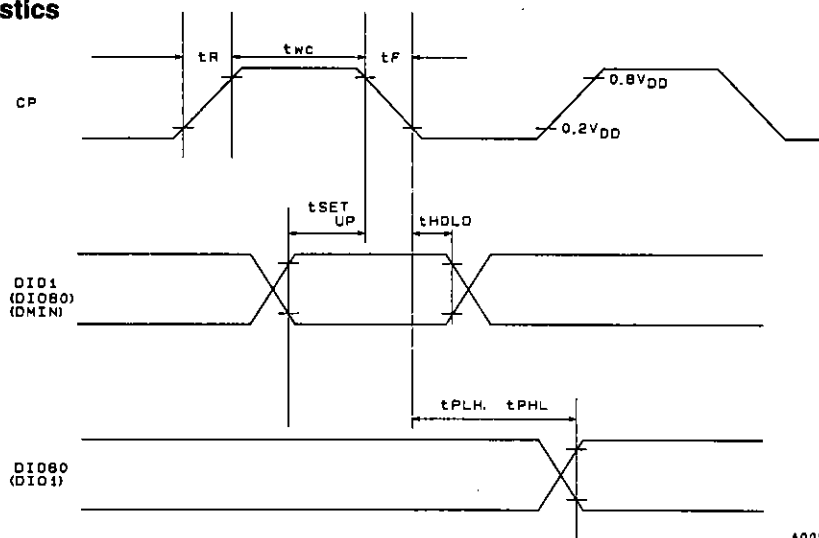 stics
tR
twc
tF
CP
0.8VDD
0.2VDD
tSET
UP
tHOLD
DIO1
(DIO80)
(DMIN)
tPLH, tPHL
DIO80
(DIO1)